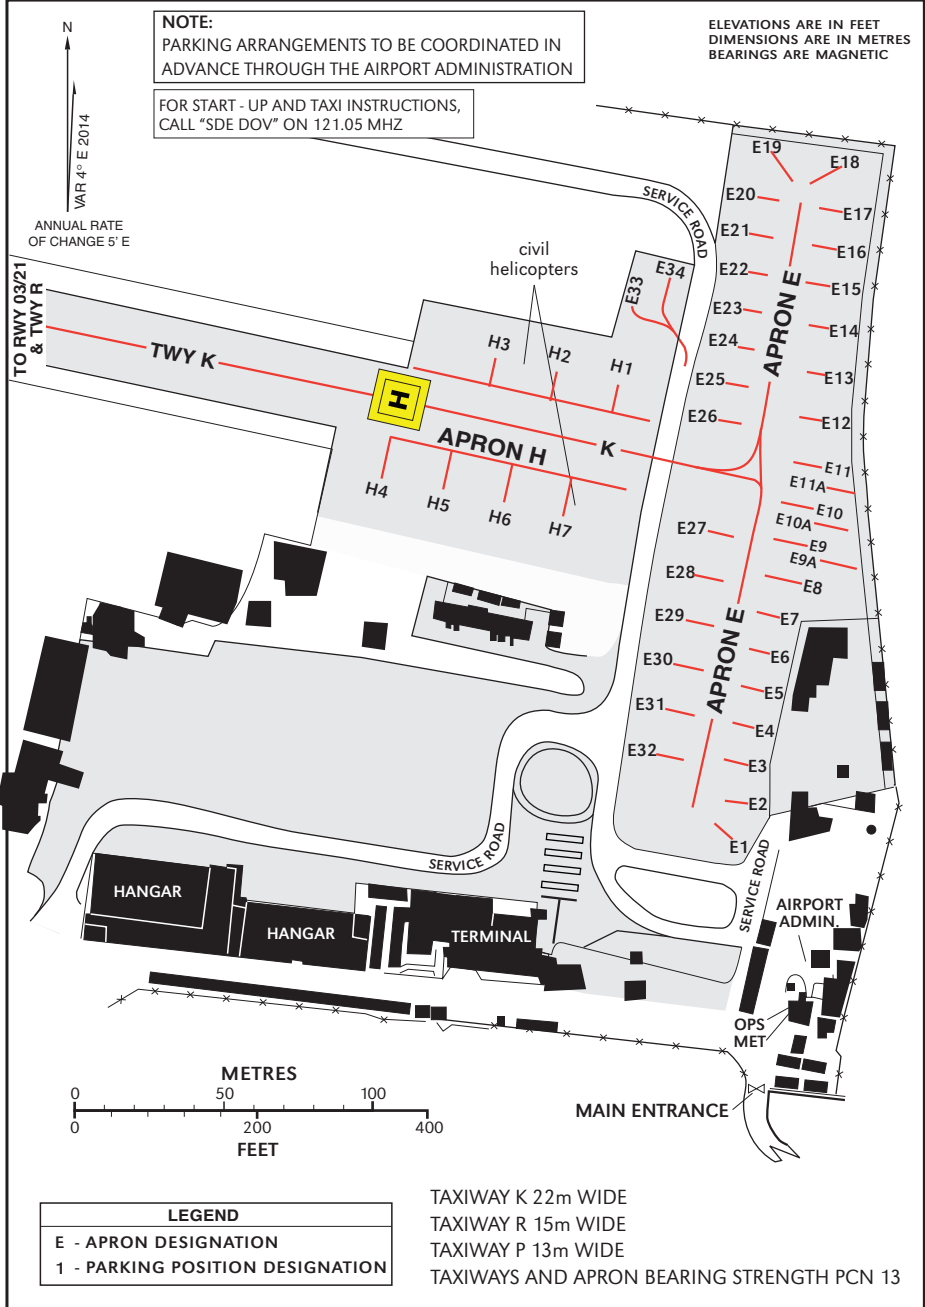 NOTE:
PARKING ARRANGEMENTS TO BE COORDINATED IN
ADVANCE THROUGH THE AIRPORT ADMINISTRATION
FOR START - UP AND TAXI INSTRUCTIONS,
CALL “SDE DOV” ON 121.05 MHZ
ELEVATIONS ARE IN FEET
DIMENSIONS ARE IN METRES
BEARINGS ARE MAGNETIC
N
VAR 4° E 2014
ANNUAL RATE
OF CHANGE 5' E
TO RWY 03/21
& TWY R
TWY K
H
APRON H
K
civil
helicopters
H3
H2
H1
H4
H5
H6
H7
E33
E34
SERVICE ROAD
E19
E18
E20
E17
E21
E16
E22
E15
E23
E14
E24
E13
E25
E12
E26
APRON E
E11
E11A
E10
E10A
E9
E9A
E8
E27
E28
E7
E29
E6
E30
E5
E31
E4
E32
E3
E2
E1
APRON E
SERVICE ROAD
SERVICE ROAD
HANGAR
HANGAR
TERMINAL
AIRPORT
ADMIN.
OPS
MET
MAIN ENTRANCE
METRES
0 50 100
0 200 400
FEET
LEGEND
E - APRON DESIGNATION
1 - PARKING POSITION DESIGNATION
TAXIWAY K 22m WIDE
TAXIWAY R 15m WIDE
TAXIWAY P 13m WIDE
TAXIWAYS AND APRON BEARING STRENGTH PCN 13